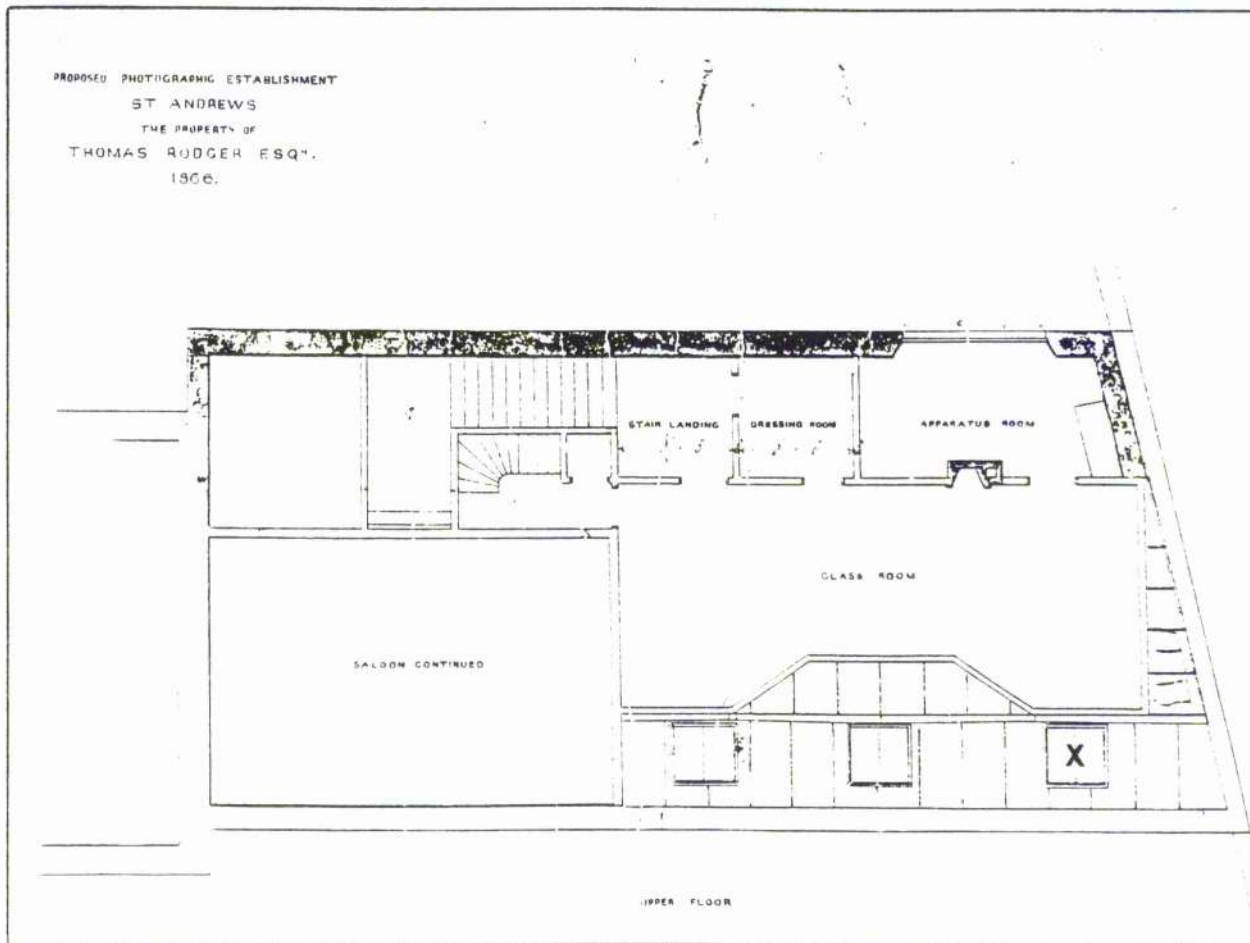 PROPOSED PHOTOGRAPHIC ESTABLISHMENT
ST ANDREWS
THE PROPERTY OF
THOMAS RODGER ESQR.
1866.
STAIR LANDING
DRESSING ROOM
APPARATUS ROOM
GLASS ROOM
SALOON CONTINUED
X
UPPER FLOOR